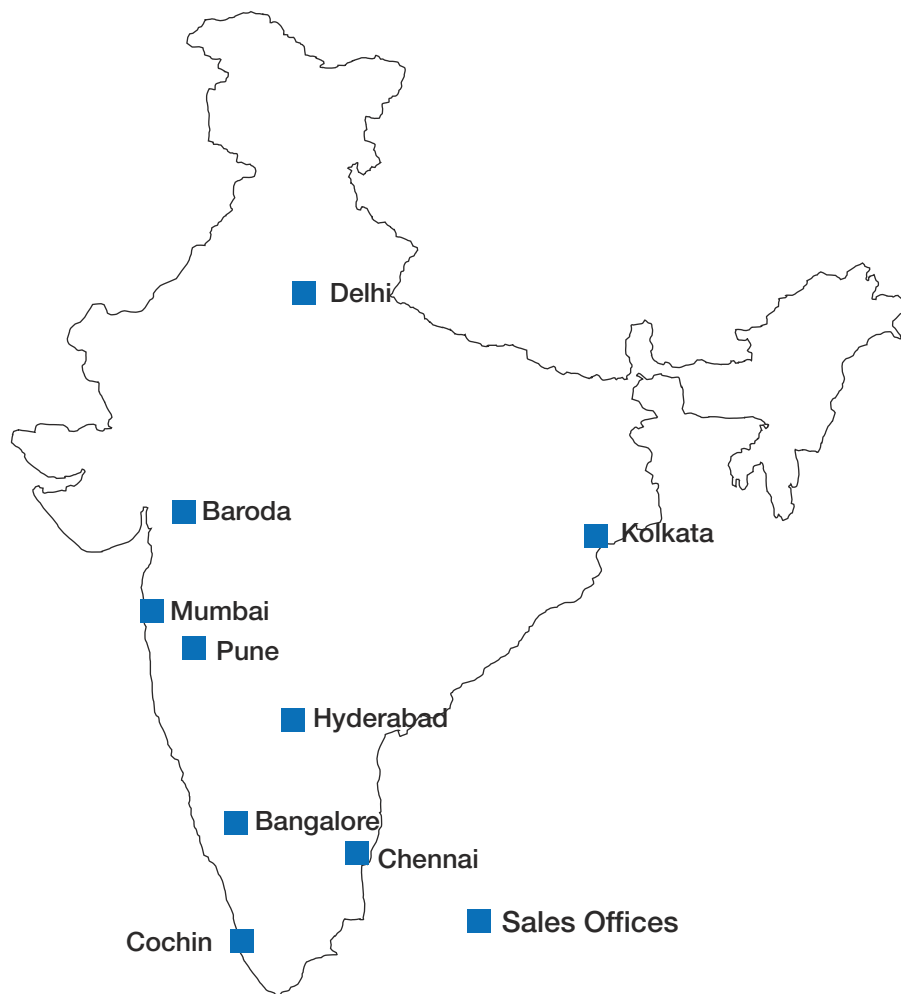 Delhi
Baroda
Kolkata
Mumbai
Pune
Hyderabad
Bangalore
Chennai
Sales Offices
Cochin